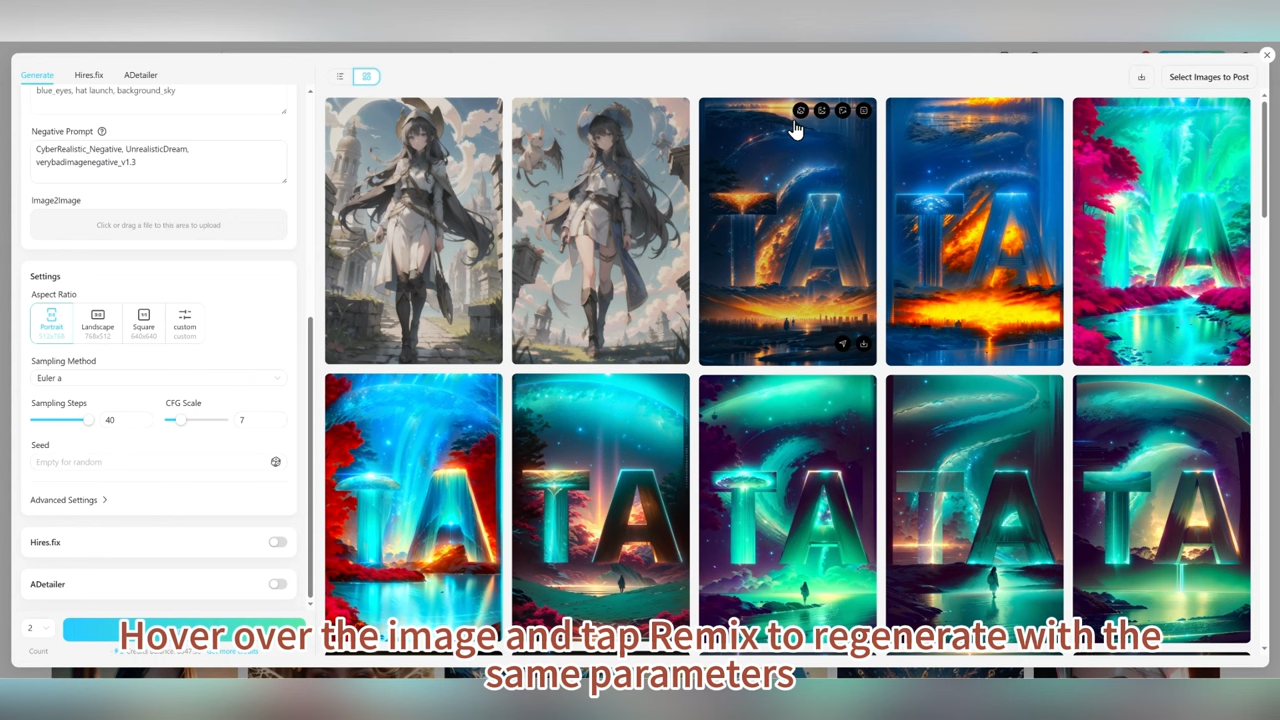 Generate Hires.fix ADetailer
Select Images to Post
blue_eyes, hat launch, background_sky
Negative Prompt
CyberRealistic_Negative, UnrealisticDream,
verybadimagenegative_v1.3
Image2Image
Click or drag a file to this area to upload
Settings
Aspect Ratio
Portrait Landscape Square custom
512x768 768x512 640x640 custom
Sampling Method
Euler a
Sampling Steps CFG Scale
40 7
Seed
Empty for random
Advanced Settings
Hires.fix
ADetailer
2
Count
TA
TA
TA
TA
TA
TA
TA
TA
Hover over the image and tap Remix to regenerate with the
same parameters